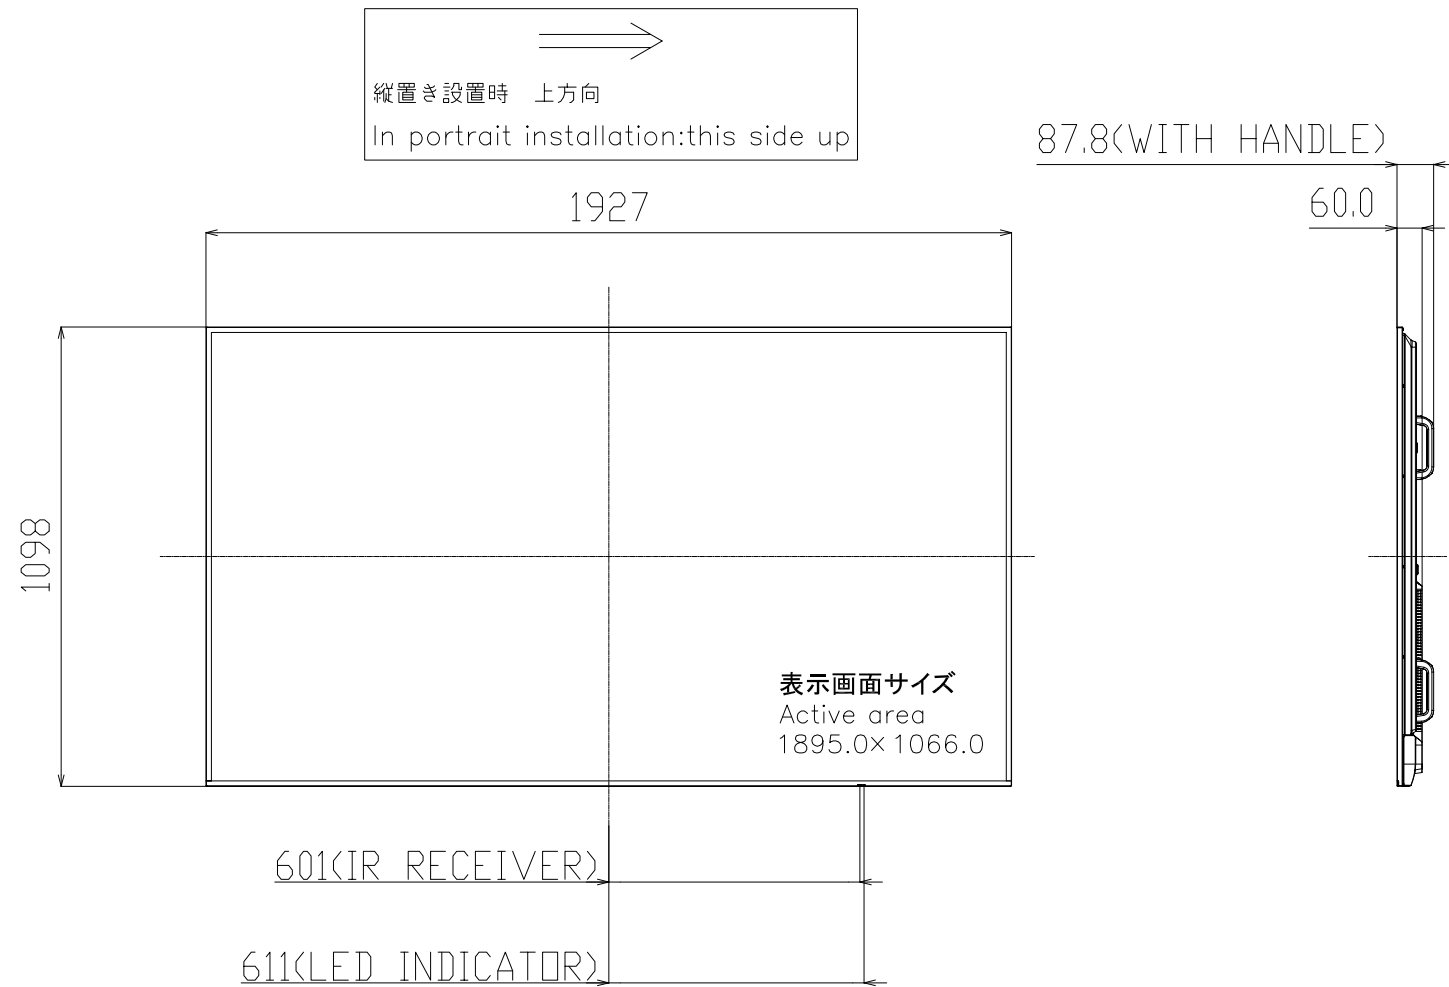 縦置き設置時　上方向
In portrait installation:this side up
87.8(WITH HANDLE)
60.0
1927
1098
表示画面サイズ
Active area
1895.0×1066.0
601(IR RECEIVER)
611(LED INDICATOR)